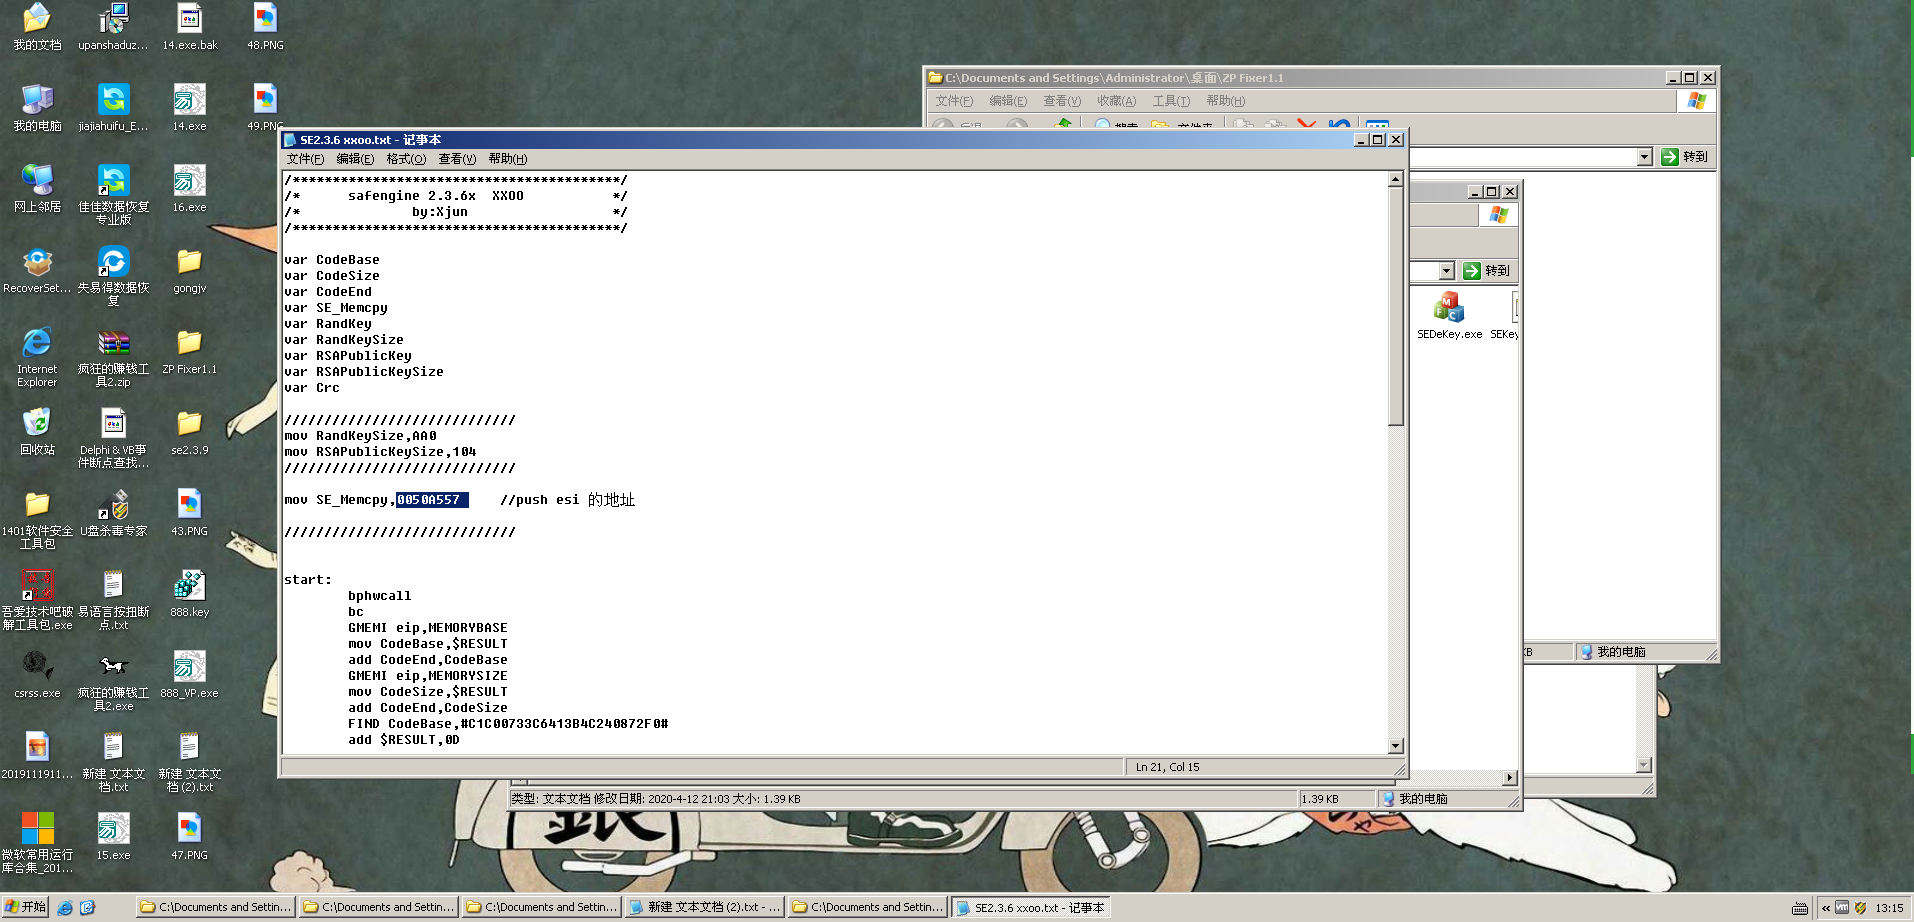 我的文档
upanshaduz...
14.exe.bak
48.PNG
我的电脑
jiajiahuifu_E...
14.exe
49.PNG
网上邻居
佳佳数据恢复
专业版
16.exe
RecoverSet...
失易得数据恢
复
gongjv
Internet
Explorer
疯狂的赚钱工
具2.zip
ZP Fixer1.1
回收站
Delphi & VB事
件断点查找...
se2.3.9
1401软件安全
工具包
U盘杀毒专家
43.PNG
吾爱技术吧破
解工具包.exe
易语言按扭断
点.txt
888.key
csrss.exe
疯狂的赚钱工
具2.exe
888_VP.exe
2019111911...
新建 文本文
档.txt
新建 文本文
档 (2).txt
微软常用运行
库合集_201...
15.exe
47.PNG
C:\Documents and Settings\Administrator\桌面\ZP Fixer1.1
文件(F) 编辑(E) 查看(V) 收藏(A) 工具(T) 帮助(H)
转到
SE2.3.6 xxoo.txt - 记事本
文件(F) 编辑(E) 格式(O) 查看(V) 帮助(H)
/*****************************************/
/* safengine 2.3.6x XXOO */
/* by:Xjun */
/*****************************************/
var CodeBase
var CodeSize
var CodeEnd
var SE_Memcpy
var RandKey
var RandKeySize
var RSAPublicKey
var RSAPublicKeySize
var Crc
/////////////////////////////
mov RandKeySize,AA0
mov RSAPublicKeySize,104
/////////////////////////////
mov SE_Memcpy,0050A557 //push esi 的地址
/////////////////////////////
start:
bphwcall
bc
GMEMI eip,MEMORYBASE
mov CodeBase,$RESULT
add CodeEnd,CodeBase
GMEMI eip,MEMORYSIZE
mov CodeSize,$RESULT
add CodeEnd,CodeSize
FIND CodeBase,#C1C00733C6413B4C240872F0#
add $RESULT,0D
Ln 21, Col 15
转到
SEDeKey.exe
SEKey
KB
我的电脑
类型: 文本文档 修改日期: 2020-4-12 21:03 大小: 1.39 KB
1.39 KB
我的电脑
开始
C:\Documents and Settin...
C:\Documents and Settin...
C:\Documents and Settin...
新建 文本文档 (2).txt - ...
C:\Documents and Settin...
SE2.3.6 xxoo.txt - 记事本
13:15